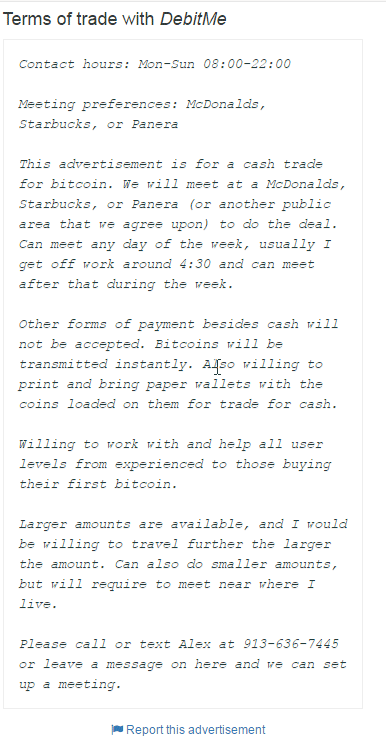 Terms of trade with DebitMe
Contact hours: Mon-Sun 08:00-22:00
Meeting preferences: McDonalds,
Starbucks, or Panera
This advertisement is for a cash trade
for bitcoin. We will meet at a McDonalds,
Starbucks, or Panera (or another public
area that we agree upon) to do the deal.
Can meet any day of the week, usually I
get off work around 4:30 and can meet
after that during the week.
Other forms of payment besides cash will
not be accepted. Bitcoins will be
transmitted instantly. Also willing to
print and bring paper wallets with the
coins loaded on them for trade for cash.
Willing to work with and help all user
levels from experienced to those buying
their first bitcoin.
Larger amounts are available, and I would
be willing to travel further the larger
the amount. Can also do smaller amounts,
but will require to meet near where I
live.
Please call or text Alex at 913-636-7445
or leave a message on here and we can set
up a meeting.
Report this advertisement